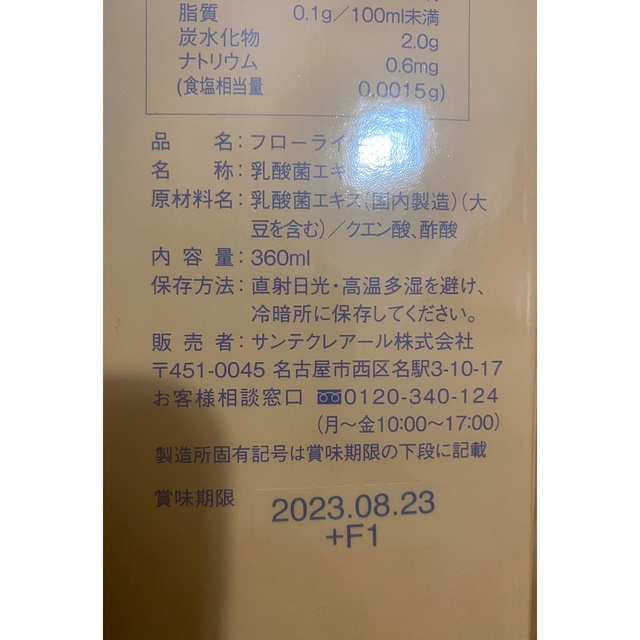 脂質 0.1g/100ml未満
炭水化物 2.0g
ナトリウム 0.6mg
(食塩相当量 0.0015g)
品 名:フローライ
名 称:乳酸菌エキ
原材料名:乳酸菌エキス(国内製造)(大
豆を含む)/クエン酸、酢酸
内 容 量:360ml
保存方法:直射日光・高温多湿を避け、
冷暗所に保存してください。
販 売 者:サンテクレアール株式会社
〒451-0045 名古屋市西区名駅3-10-17
お客様相談窓口 0120-340-124
(月〜金10:00〜17:00)
製造所固有記号は賞味期限の下段に記載
賞味期限 2023.08.23
+F1